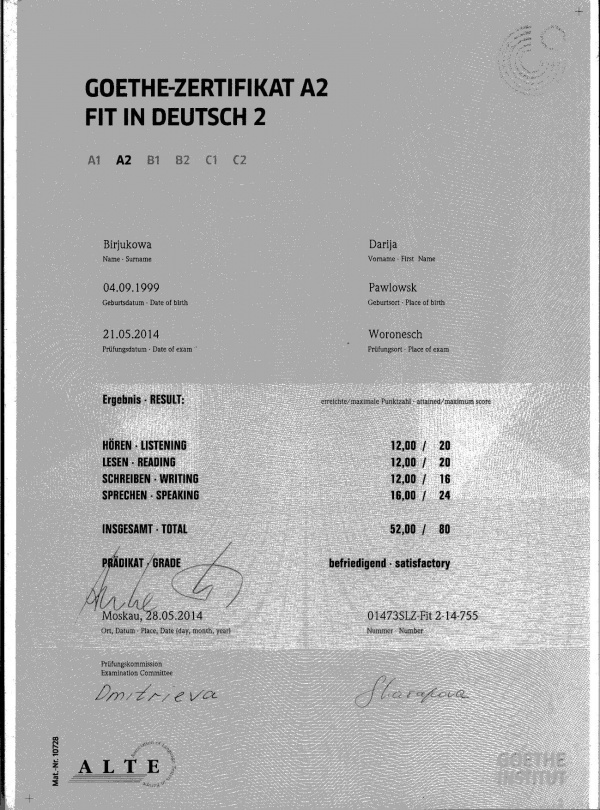 GOETHE-ZERTIFIKAT A2
FIT IN DEUTSCH 2
A1 A2 B1 B2 C1 C2
Birjukowa Darija
Name · Surname Vorname · First Name
04.09.1999 Pawlowsk
Geburtsdatum · Date of birth Geburtsort · Place of birth
21.05.2014 Woronesch
Prüfungsdatum · Date of exam Prüfungsort · Place of exam
Ergebnis · RESULT: erreichte/maximale Punktzahl · attained/maximum score
HÖREN · LISTENING 12,00 / 20
LESEN · READING 12,00 / 20
SCHREIBEN · WRITING 12,00 / 16
SPRECHEN · SPEAKING 16,00 / 24
INSGESAMT · TOTAL 52,00 / 80
PRÄDIKAT · GRADE befriedigend · satisfactory
Moskau, 28.05.2014 01473SLZ-Fit 2-14-755
Ort, Datum · Place, Date (day, month, year) Nummer · Number
Prüfungskommission
Examination Committee
Dmitrieva Sharapova
Mat.-Nr. 10728
ALTE
GOETHE
INSTITUT